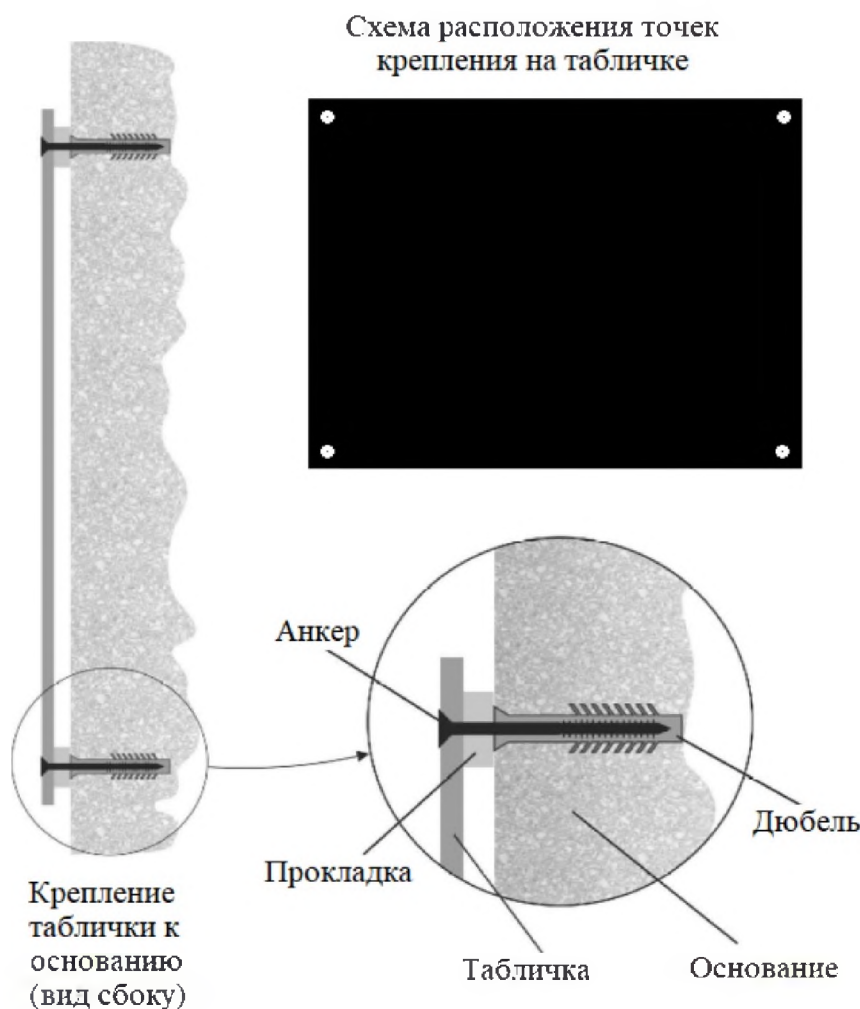 Схема расположения точек
крепления на табличке
Анкер
Дюбель
Прокладка
Крепление
таблички к
основанию
(вид сбоку)
Табличка
Основание